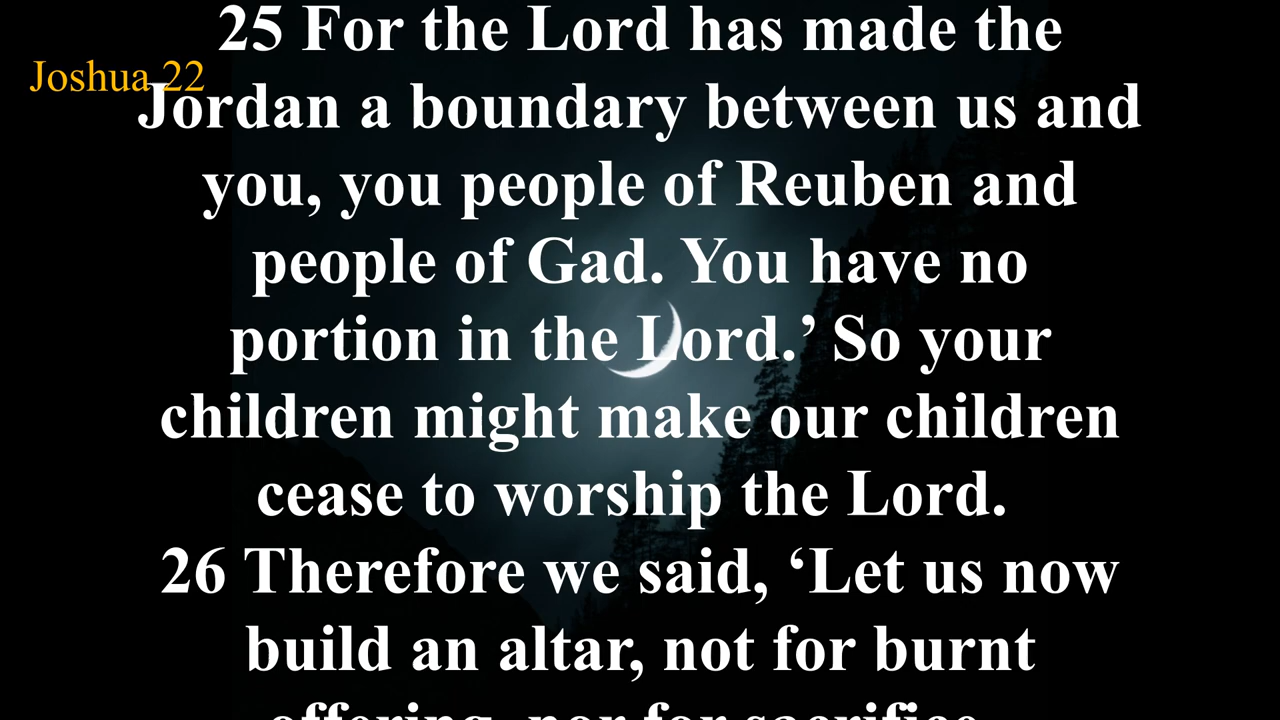 25 For the Lord has made the
Joshua 22
Jordan a boundary between us and
you, you people of Reuben and
people of Gad. You have no
portion in the Lord.’ So your
children might make our children
cease to worship the Lord.
26 Therefore we said, ‘Let us now
build an altar, not for burnt
offering, nor for sacrifice